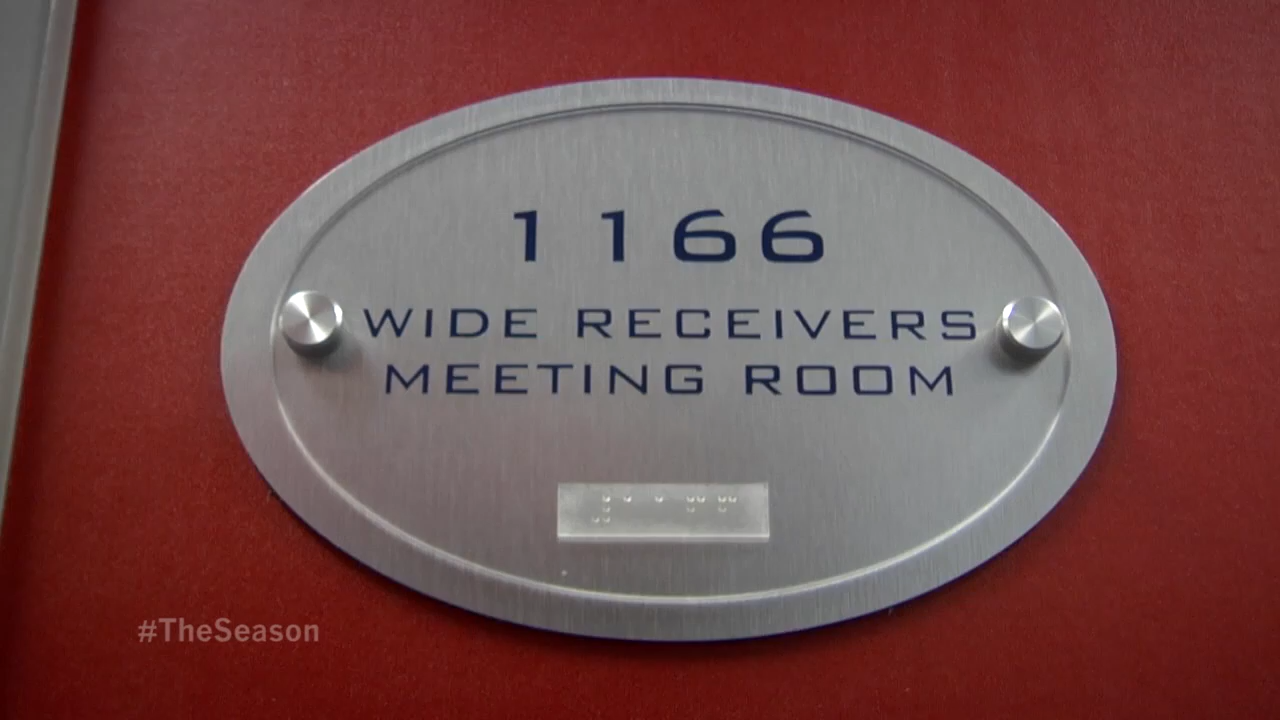 1166
WIDE RECEIVERS
MEETING ROOM
⠼⠁⠁⠋⠋
#TheSeason